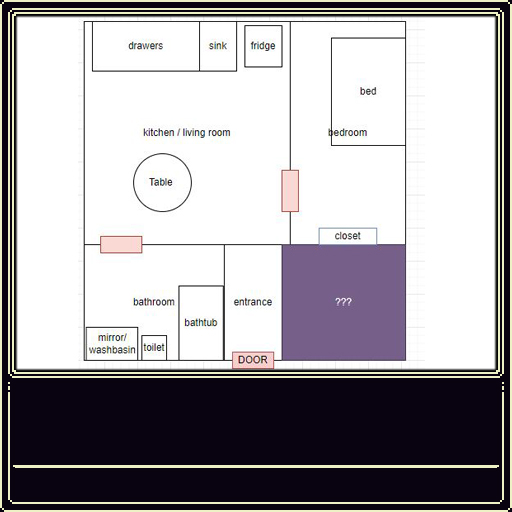 drawers
sink
fridge
bed
kitchen / living room
bedroom
Table
closet
bathroom
entrance
???
bathtub
mirror/
washbasin
toilet
DOOR